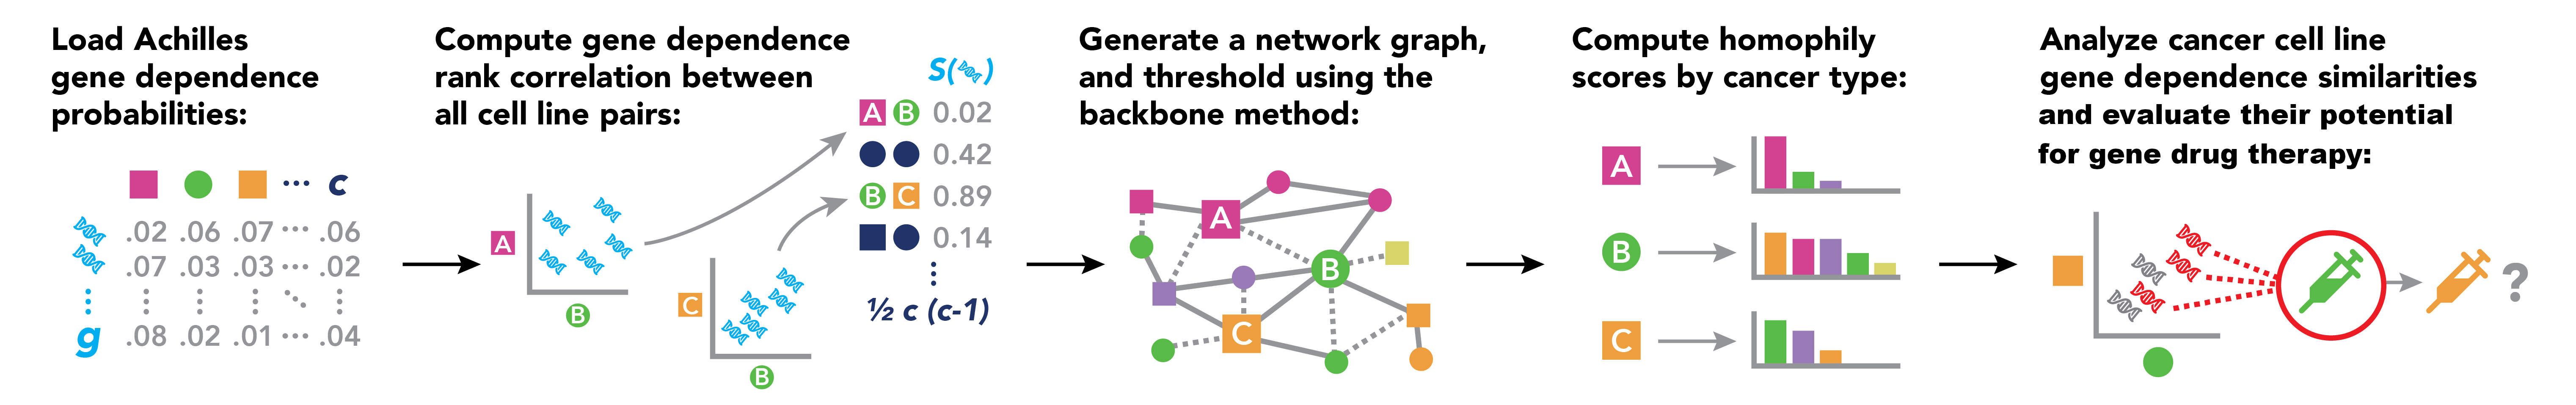 Load Achilles
gene dependence
probabilities:
... c
.02 .06 .07 ... .06
.07 .03 .03 ... .02
g .08 .02 .01 ... .04
Compute gene dependence
rank correlation between
all cell line pairs:
A
B
C
B
S( )
A B 0.02
0.42
B C 0.89
0.14
½ c (c-1)
Generate a network graph,
and threshold using the
backbone method:
A
B
C
Compute homophily
scores by cancer type:
A
B
C
Analyze cancer cell line
gene dependence similarities
and evaluate their potential
for gene drug therapy:
?